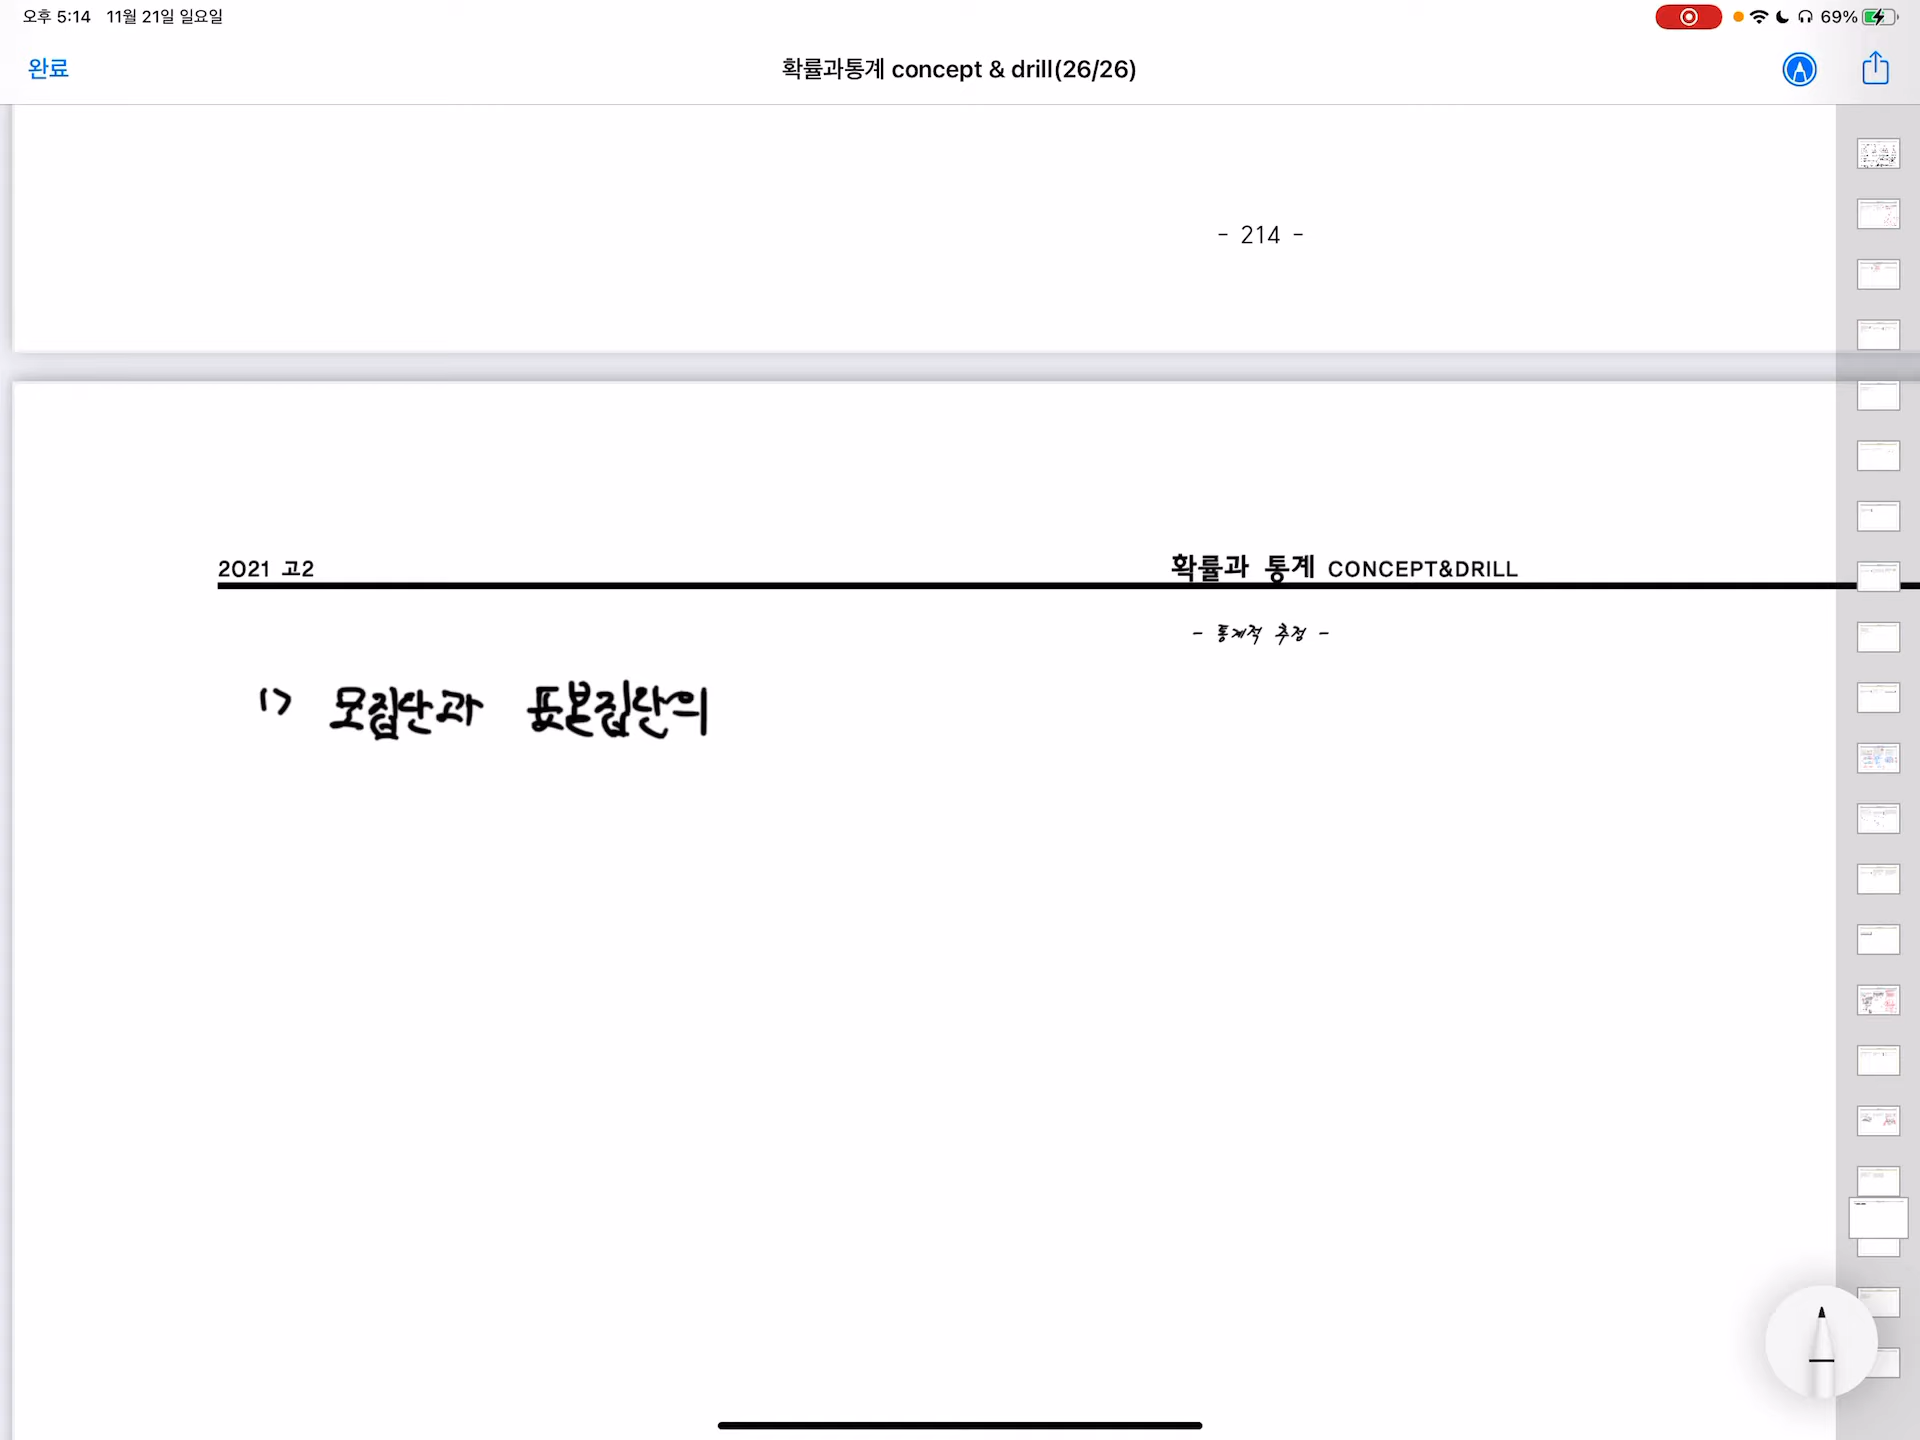 오후 5:14 11월 21일 일요일
69%
완료
확률과통계 concept & drill(26/26)
- 214 -
2021 고2
확률과 통계 CONCEPT&DRILL
- 통계적 추정 -
1> 모집단과 표본집단의